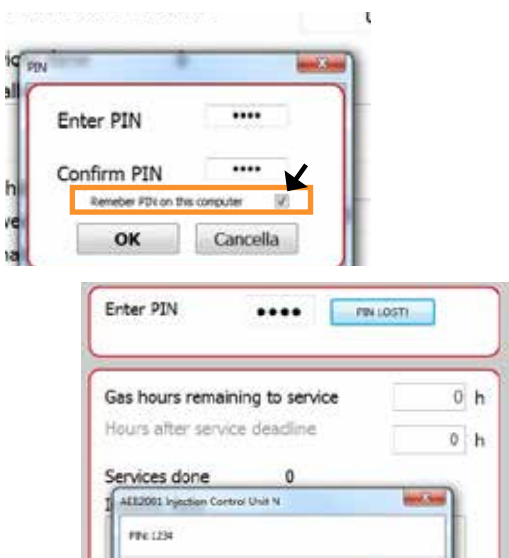 PIN
Enter PIN ••••
Confirm PIN ••••
Remeber PIN on this computer
OK Cancella
Enter PIN •••• PIN LOST!
Gas hours remaining to service 0 h
Hours after service deadline 0 h
Services done 0
AEB2001 Injection Control Unit N
PIN: 1234